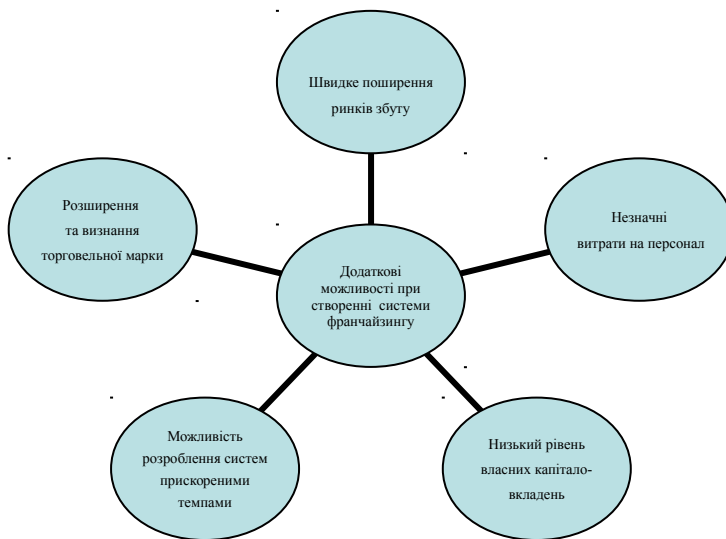 Швидке поширення
ринків збуту
Розширення
та визнання
торговельної марки
Незначні
витрати на персонал
Додаткові
можливості при
створенні системи
франчайзингу
Можливість
розроблення систем
прискореними
темпами
Низький рівень
власних капітало-
вкладень